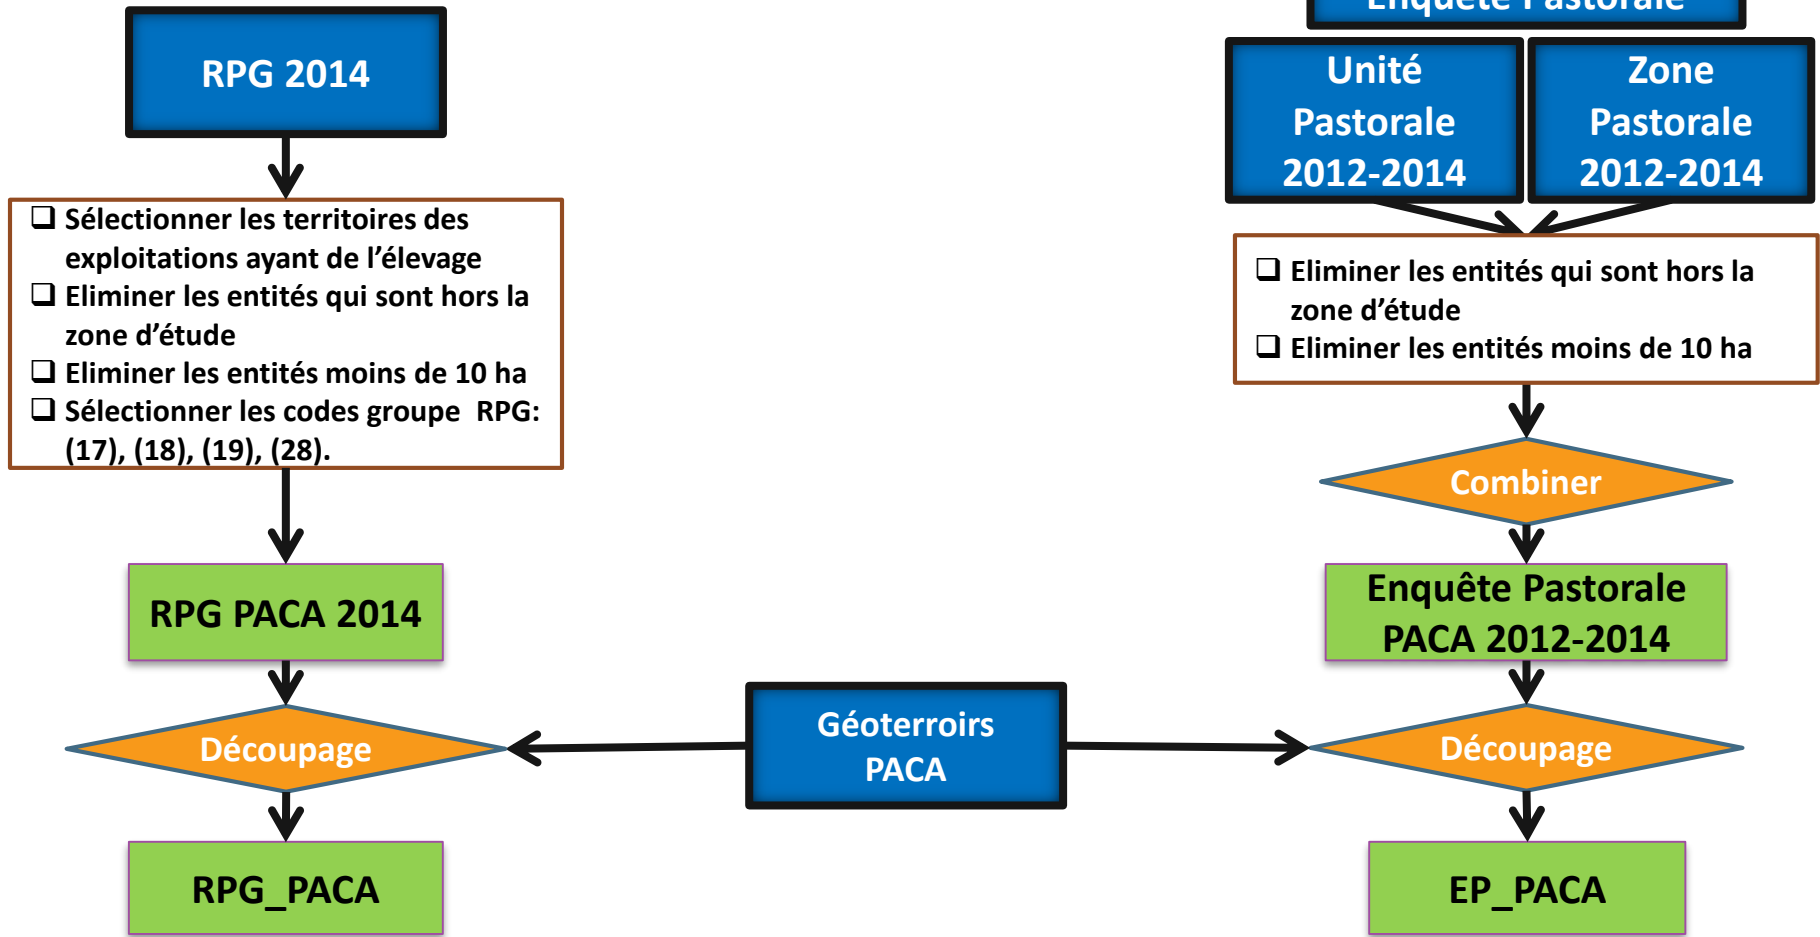 RPG 2014
❑ Sélectionner les territoires des
exploitations ayant de l’élevage
❑ Eliminer les entités qui sont hors la
zone d’étude
❑ Eliminer les entités moins de 10 ha
❑ Sélectionner les codes groupe RPG:
(17), (18), (19), (28).
RPG PACA 2014
Découpage
RPG_PACA
Géoterroirs
PACA
Enquête Pastorale
Unité
Pastorale
2012-2014
Zone
Pastorale
2012-2014
❑ Eliminer les entités qui sont hors la
zone d’étude
❑ Eliminer les entités moins de 10 ha
Combiner
Enquête Pastorale
PACA 2012-2014
Découpage
EP_PACA